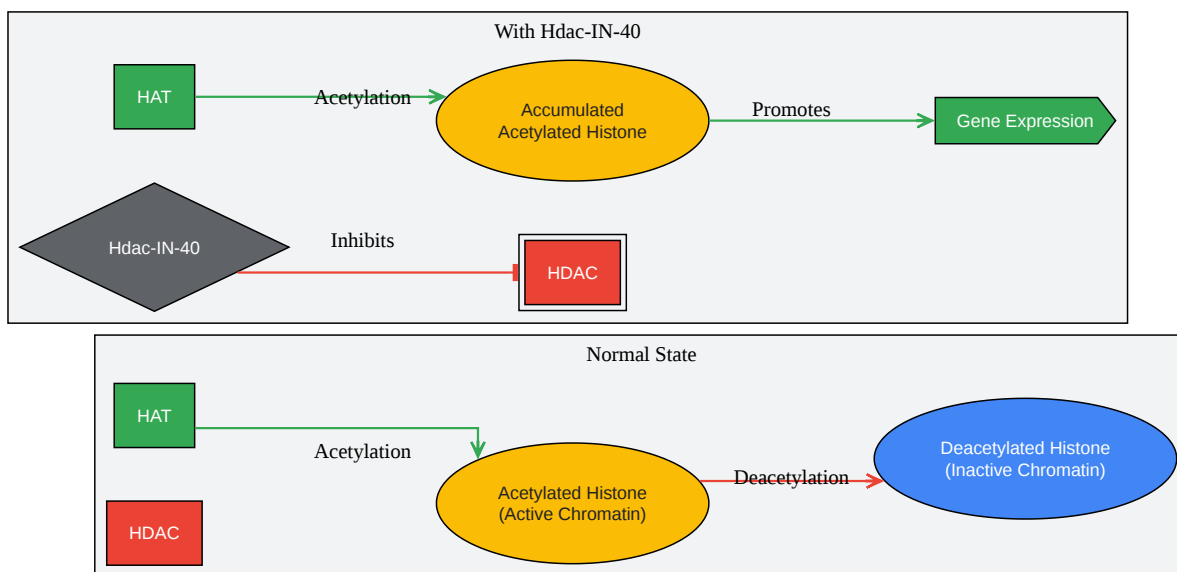 With Hdac-IN-40
HAT
Acetylation
Accumulated
Acetylated Histone
Promotes
Gene Expression
Hdac-IN-40
Inhibits
HDAC
Normal State
HAT
Acetylation
Acetylated Histone
(Active Chromatin)
Deacetylation
Deacetylated Histone
(Inactive Chromatin)
HDAC